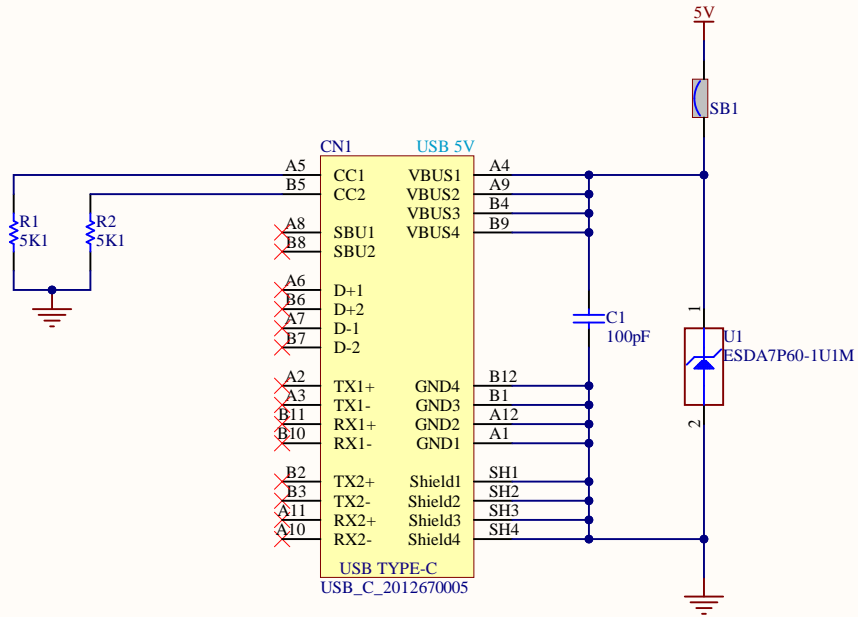 5V
SB1
CN1 USB 5V
A5 CC1 VBUS1 A4
B5 CC2 VBUS2 A9
VBUS3 B4
A8 SBU1 VBUS4 B9
B8 SBU2
R1 5K1
R2 5K1
A6 D+1
B6 D+2
A7 D-1
B7 D-2
C1
100pF
1
U1
ESDA7P60-1U1M
2
A2 TX1+ GND4 B12
A3 TX1- GND3 B1
B11 RX1+ GND2 A12
B10 RX1- GND1 A1
B2 TX2+ Shield1 SH1
B3 TX2- Shield2 SH2
A11 RX2+ Shield3 SH3
A10 RX2- Shield4 SH4
USB TYPE-C
USB_C_2012670005